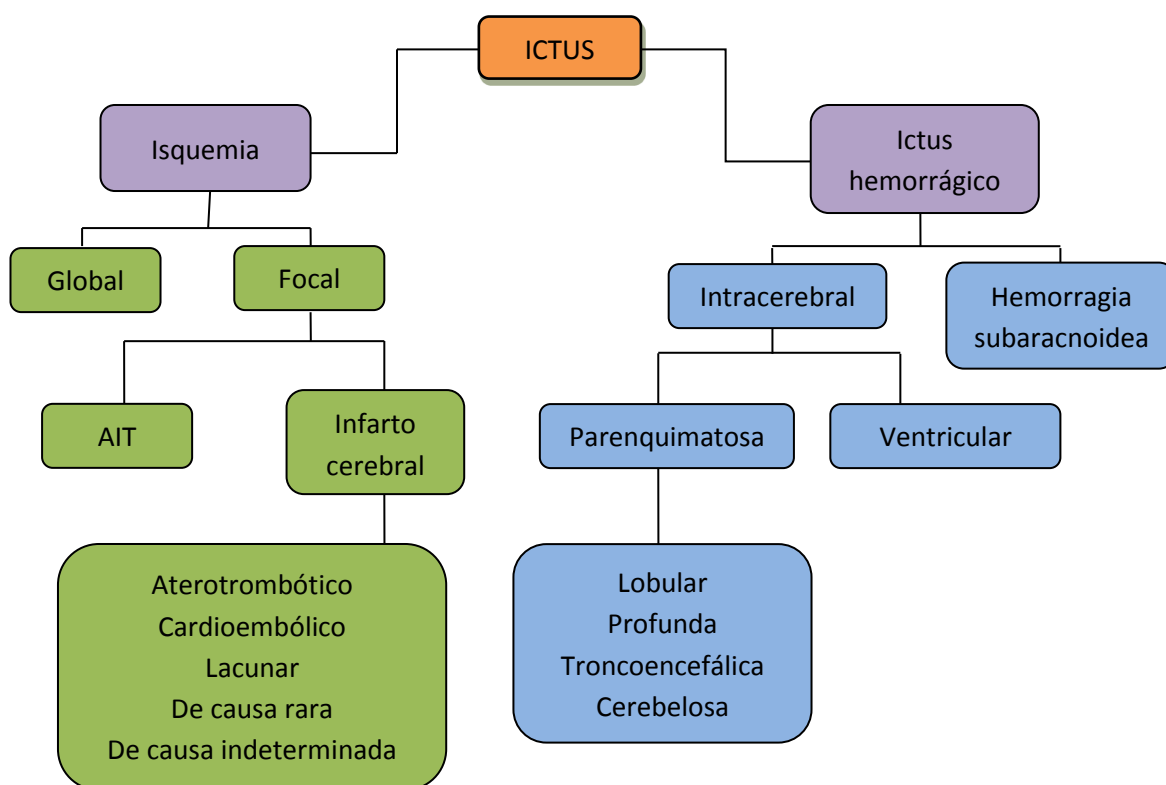 ICTUS
Isquemia
Ictus
hemorrágico
Global
Focal
Intracerebral
Hemorragia
subaracnoidea
AIT
Infarto
cerebral
Parenquimatosa
Ventricular
Aterotrombótico
Cardioembólico
Lacunar
De causa rara
De causa indeterminada
Lobular
Profunda
Troncoencefálica
Cerebelosa